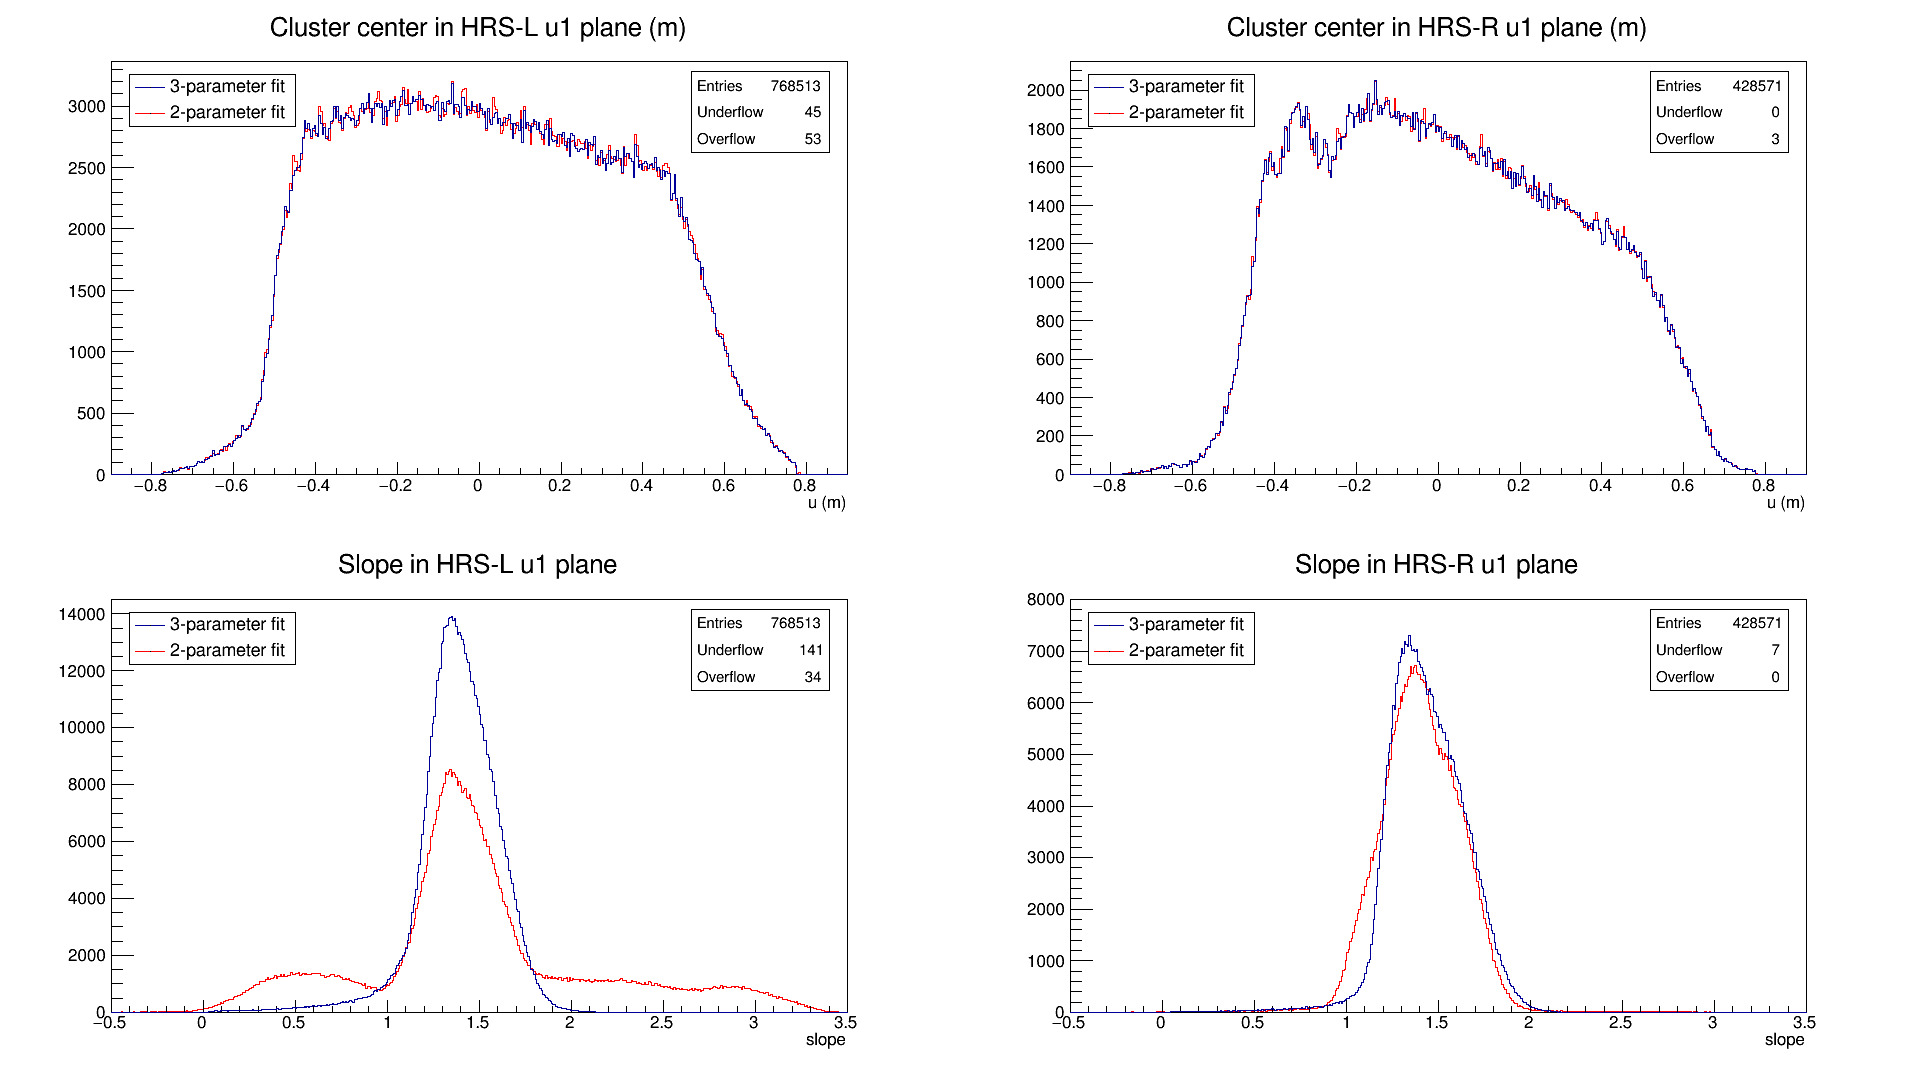 Cluster center in HRS-L u1 plane (m)
3-parameter fit
2-parameter fit
Entries 768513
Underflow 45
Overflow 53
3000
2500
2000
1500
1000
500
0
−0.8 −0.6 −0.4 −0.2 0 0.2 0.4 0.6 0.8
u (m)
Cluster center in HRS-R u1 plane (m)
3-parameter fit
2-parameter fit
Entries 428571
Underflow 0
Overflow 3
2000
1800
1600
1400
1200
1000
800
600
400
200
0
−0.8 −0.6 −0.4 −0.2 0 0.2 0.4 0.6 0.8
u (m)
Slope in HRS-L u1 plane
3-parameter fit
2-parameter fit
Entries 768513
Underflow 141
Overflow 34
14000
12000
10000
8000
6000
4000
2000
0
−0.5 0 0.5 1 1.5 2 2.5 3 3.5
slope
Slope in HRS-R u1 plane
3-parameter fit
2-parameter fit
Entries 428571
Underflow 7
Overflow 0
8000
7000
6000
5000
4000
3000
2000
1000
0
−0.5 0 0.5 1 1.5 2 2.5 3 3.5
slope